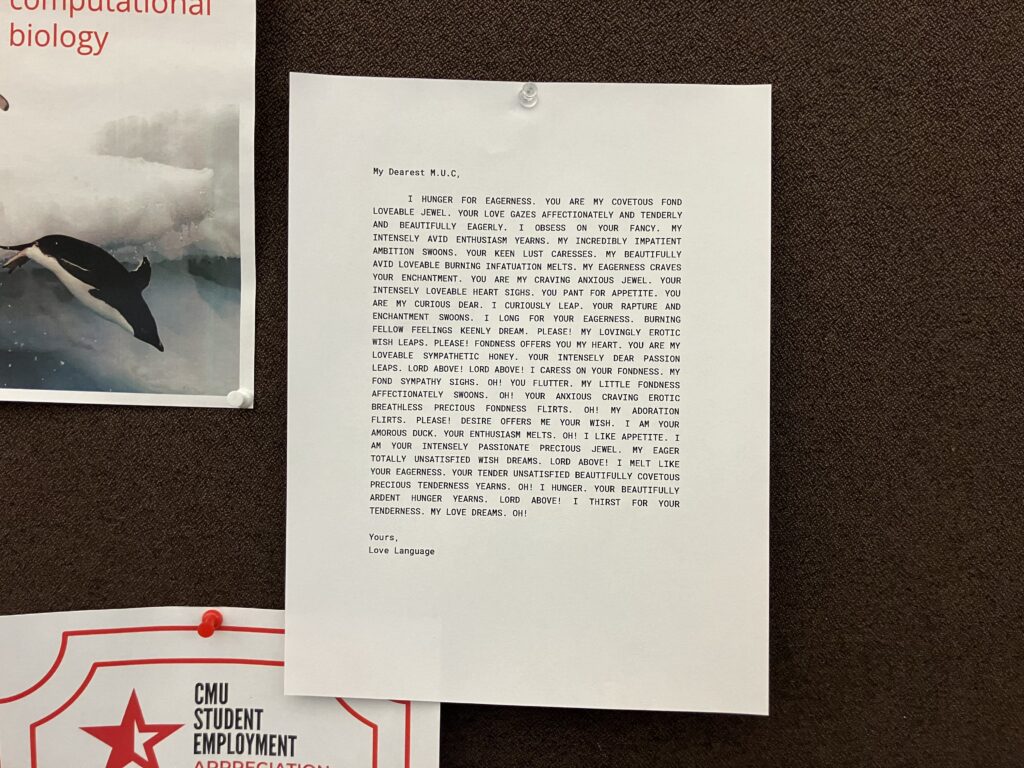 computational
biology
My Dearest M.U.C,
I HUNGER FOR EAGERNESS. YOU ARE MY COVETOUS FOND
LOVEABLE JEWEL. YOUR LOVE GAZES AFFECTIONATELY AND TENDERLY
AND BEAUTIFULLY EAGERLY. I OBSESS ON YOUR FANCY. MY
INTENSELY AVID ENTHUSIASM YEARNS. MY INCREDIBLY IMPATIENT
AMBITION SWOONS. YOUR KEEN LUST CARESSES. MY BEAUTIFULLY
AVID LOVEABLE BURNING INFATUATION MELTS. MY EAGERNESS CRAVES
YOUR ENCHANTMENT. YOU ARE MY CRAVING ANXIOUS JEWEL. YOUR
INTENSELY LOVEABLE HEART SIGHS. YOU PANT FOR APPETITE. YOU
ARE MY CURIOUS DEAR. I CURIOUSLY LEAP. YOUR RAPTURE AND
ENCHANTMENT SWOONS. I LONG FOR YOUR EAGERNESS. BURNING
FELLOW FEELINGS KEENLY DREAM. PLEASE! MY LOVINGLY EROTIC
WISH LEAPS. PLEASE! FONDNESS OFFERS YOU MY HEART. YOU ARE MY
LOVEABLE SYMPATHETIC HONEY. YOUR INTENSELY DEAR PASSION
LEAPS. LORD ABOVE! LORD ABOVE! I CARESS ON YOUR FONDNESS. MY
FOND SYMPATHY SIGHS. OH! YOU FLUTTER. MY LITTLE FONDNESS
AFFECTIONATELY SWOONS. OH! YOUR ANXIOUS CRAVING EROTIC
BREATHLESS PRECIOUS FONDNESS FLIRTS. OH! MY ADORATION
FLIRTS. PLEASE! DESIRE OFFERS ME YOUR WISH. I AM YOUR
AMOROUS DUCK. YOUR ENTHUSIASM MELTS. OH! I LIKE APPETITE. I
AM YOUR INTENSELY PASSIONATE PRECIOUS JEWEL. MY EAGER
TOTALLY UNSATISFIED WISH DREAMS. LORD ABOVE! I MELT LIKE
YOUR EAGERNESS. YOUR TENDER UNSATISFIED BEAUTIFULLY COVETOUS
PRECIOUS TENDERNESS YEARNS. OH! I HUNGER. YOUR BEAUTIFULLY
ARDENT HUNGER YEARNS. LORD ABOVE! I THIRST FOR YOUR
TENDERNESS. MY LOVE DREAMS. OH!
Yours,
Love Language
CMU
STUDENT
EMPLOYMENT
APPRECIATION